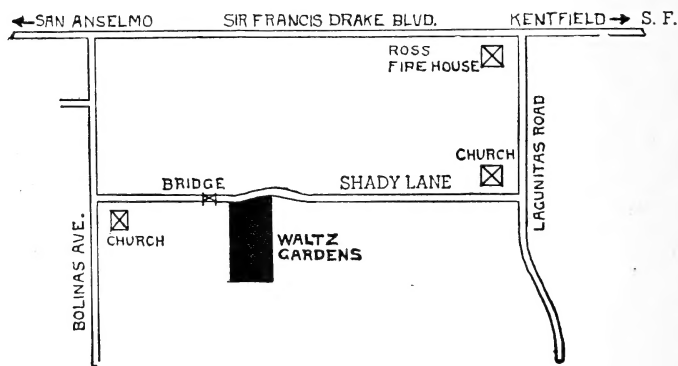 SAN ANSELMO SIR FRANCIS DRAKE BLVD. KENTFIELD S. F.
ROSS
FIRE HOUSE
LAGUNITAS ROAD
CHURCH
BRIDGE SHADY LANE
BOLINAS AVE.
CHURCH
WALTZ
GARDENS